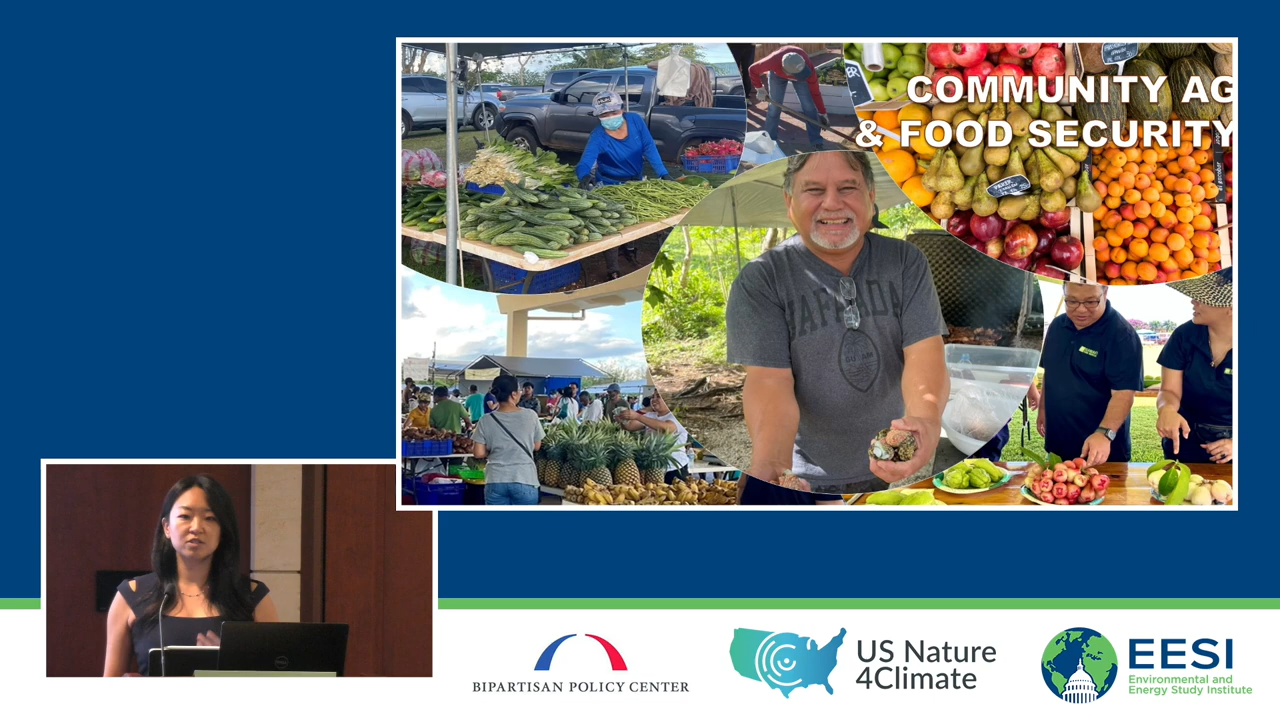 COMMUNITY AG
& FOOD SECURITY
BIPARTISAN POLICY CENTER
US Nature
4Climate
EESI
Environmental and
Energy Study Institute